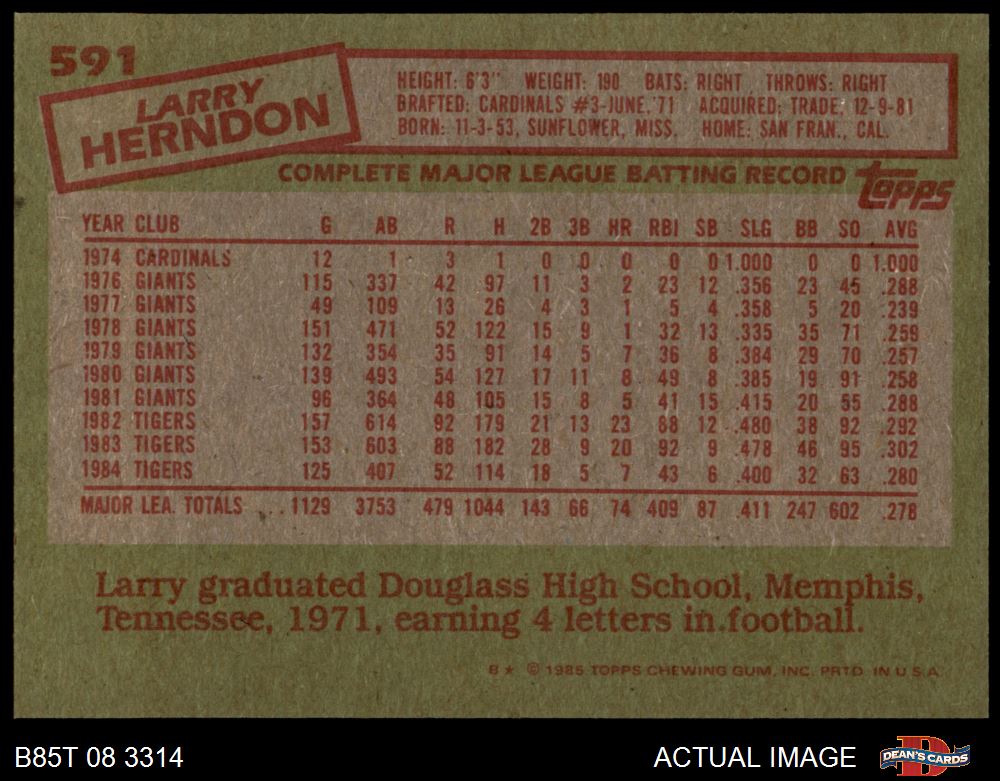 591
LARRY
HERNDON
HEIGHT: 6'3" WEIGHT: 190 BATS: RIGHT THROWS: RIGHT
DRAFTED: CARDINALS #3-JUNE, '71 ACQUIRED: TRADE, 12-9-81
BORN: 11-3-53, SUNFLOWER, MISS. HOME: SAN FRAN., CAL.
COMPLETE MAJOR LEAGUE BATTING RECORD topps
YEAR CLUB G AB R H 2B 3B HR RBI SB SLG BB SO AVG
1974 CARDINALS 12 1 3 1 0 0 0 0 0 1.000 0 0 1.000
1976 GIANTS 115 337 42 97 11 3 2 23 12 .356 23 45 .288
1977 GIANTS 49 109 13 26 4 3 1 5 4 .358 5 20 .239
1978 GIANTS 151 471 52 122 15 9 1 32 13 .335 35 71 .259
1979 GIANTS 132 354 35 91 14 5 7 36 8 .384 29 70 .257
1980 GIANTS 139 493 54 127 17 11 8 49 8 .385 19 91 .258
1981 GIANTS 96 364 48 105 15 8 5 41 15 .415 20 55 .288
1982 TIGERS 157 614 92 179 21 13 23 88 12 .480 38 92 .292
1983 TIGERS 153 603 88 182 28 9 20 92 9 .478 46 95 .302
1984 TIGERS 125 407 52 114 18 5 7 43 6 .400 32 63 .280
MAJOR LEA. TOTALS ... 1129 3753 479 1044 143 66 74 409 87 .411 247 602 .278
Larry graduated Douglass High School, Memphis,
Tennessee, 1971, earning 4 letters in football.
B★ © 1985 TOPPS CHEWING GUM, INC. PRTD. IN U.S.A.
B85T 08 3314 ACTUAL IMAGE DEAN'S CARDS